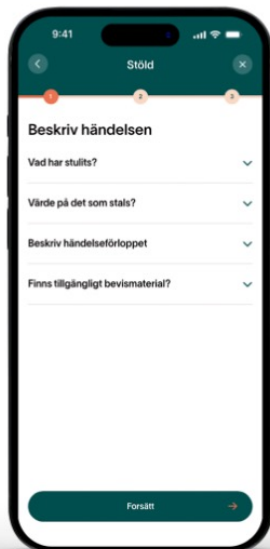 9:41
Stöld
1 2 3
Beskriv händelsen
Vad har stulits?
Värde på det som stals?
Beskriv händelseförloppet
Finns tillgängligt bevismaterial?
Forsätt